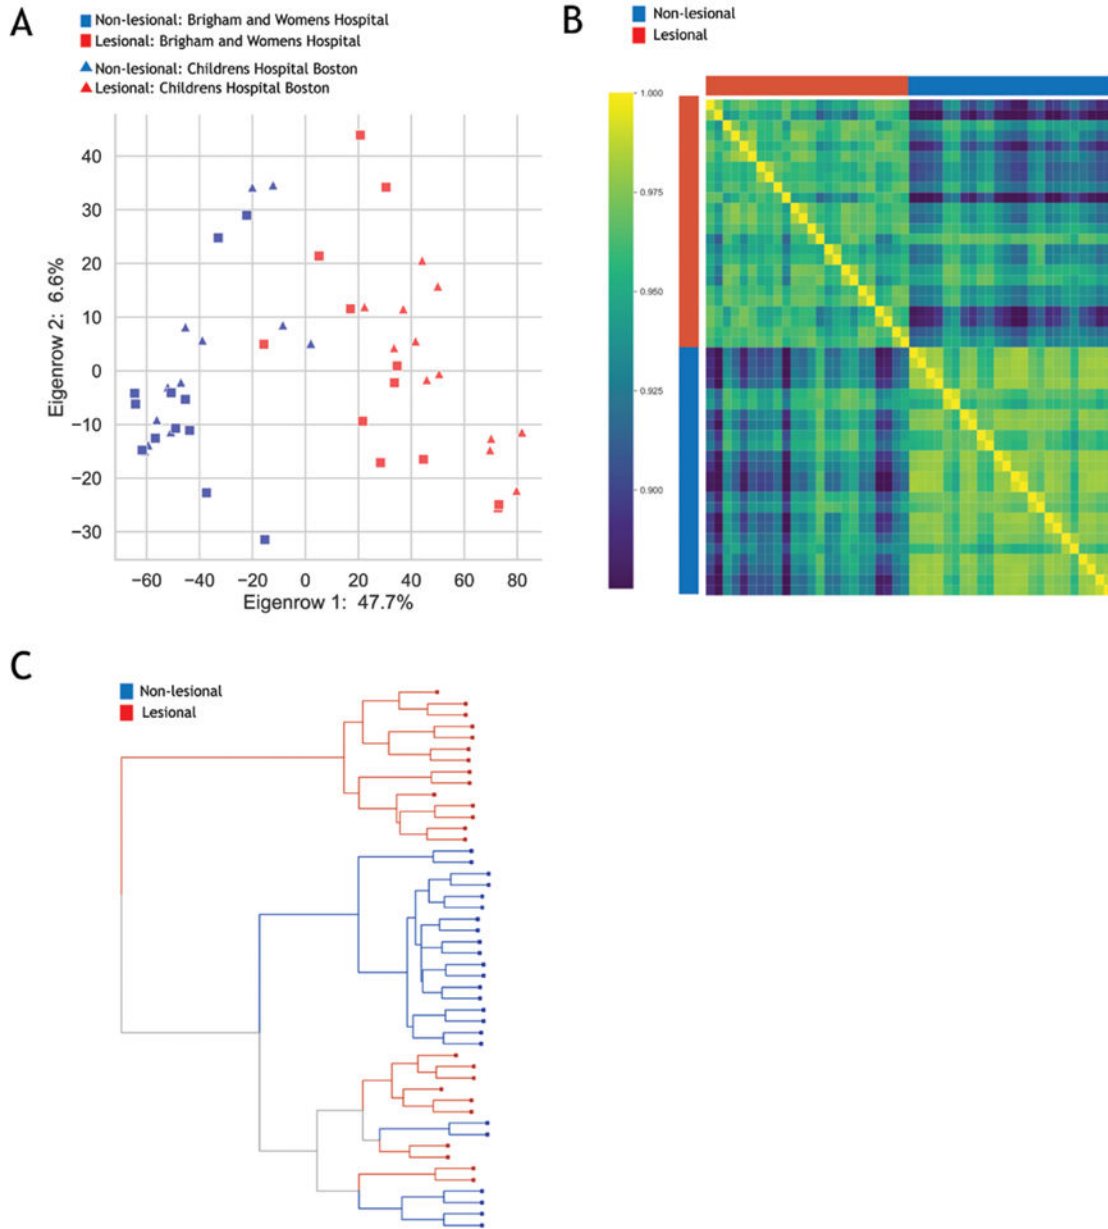 A
Non-lesional: Brigham and Womens Hospital
Lesional: Brigham and Womens Hospital
Non-lesional: Childrens Hospital Boston
Lesional: Childrens Hospital Boston
40
30
20
10
0
−10
−20
−30
Eigenrow 2: 6.6%
−60 −40 −20 0 20 40 60 80
Eigenrow 1: 47.7%
B
Non-lesional
Lesional
1.000
0.975
0.950
0.925
0.900
C
Non-lesional
Lesional